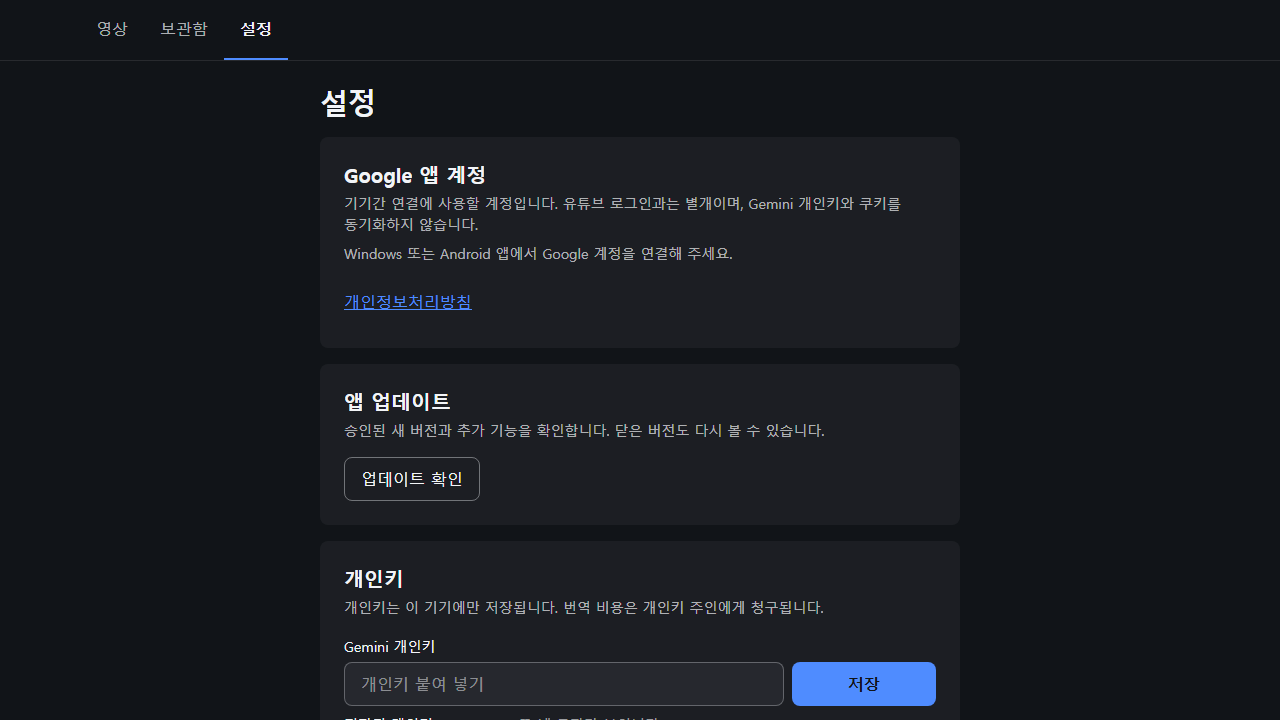 영상 보관함 설정
설정
Google 앱 계정
기기간 연결에 사용할 계정입니다. 유튜브 로그인과는 별개이며, Gemini 개인키와 쿠키를
동기화하지 않습니다.
Windows 또는 Android 앱에서 Google 계정을 연결해 주세요.
개인정보처리방침
앱 업데이트
승인된 새 버전과 추가 기능을 확인합니다. 닫은 버전도 다시 볼 수 있습니다.
업데이트 확인
개인키
개인키는 이 기기에만 저장됩니다. 번역 비용은 개인키 주인에게 청구됩니다.
Gemini 개인키
개인키 붙여 넣기 저장